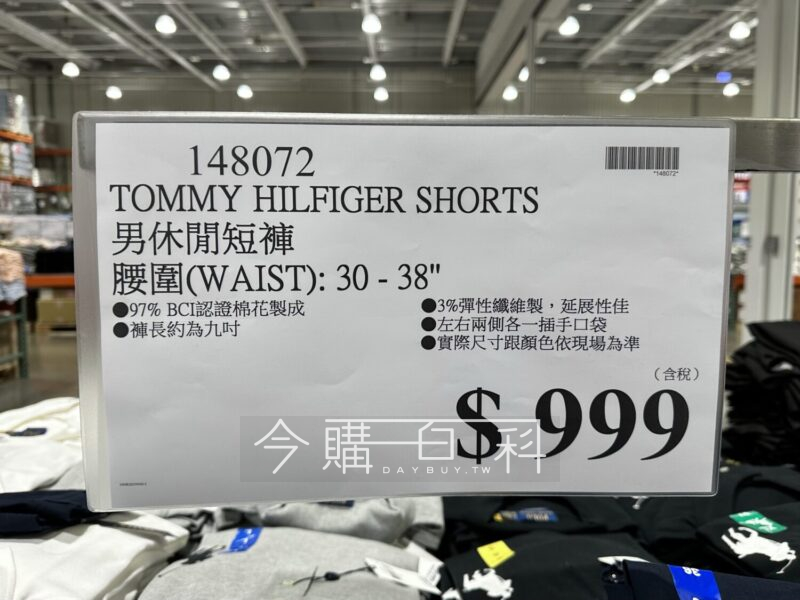 148072
*148072*
TOMMY HILFIGER SHORTS
男休閒短褲
腰圍(WAIST): 30 - 38"
●97% BCI認證棉花製成
●褲長約為九吋
●3%彈性纖維製，延展性佳
●左右兩側各一插手口袋
●實際尺寸跟顏色依現場為準
（含稅）
$ 999
今購百科
DAYBUY.TW